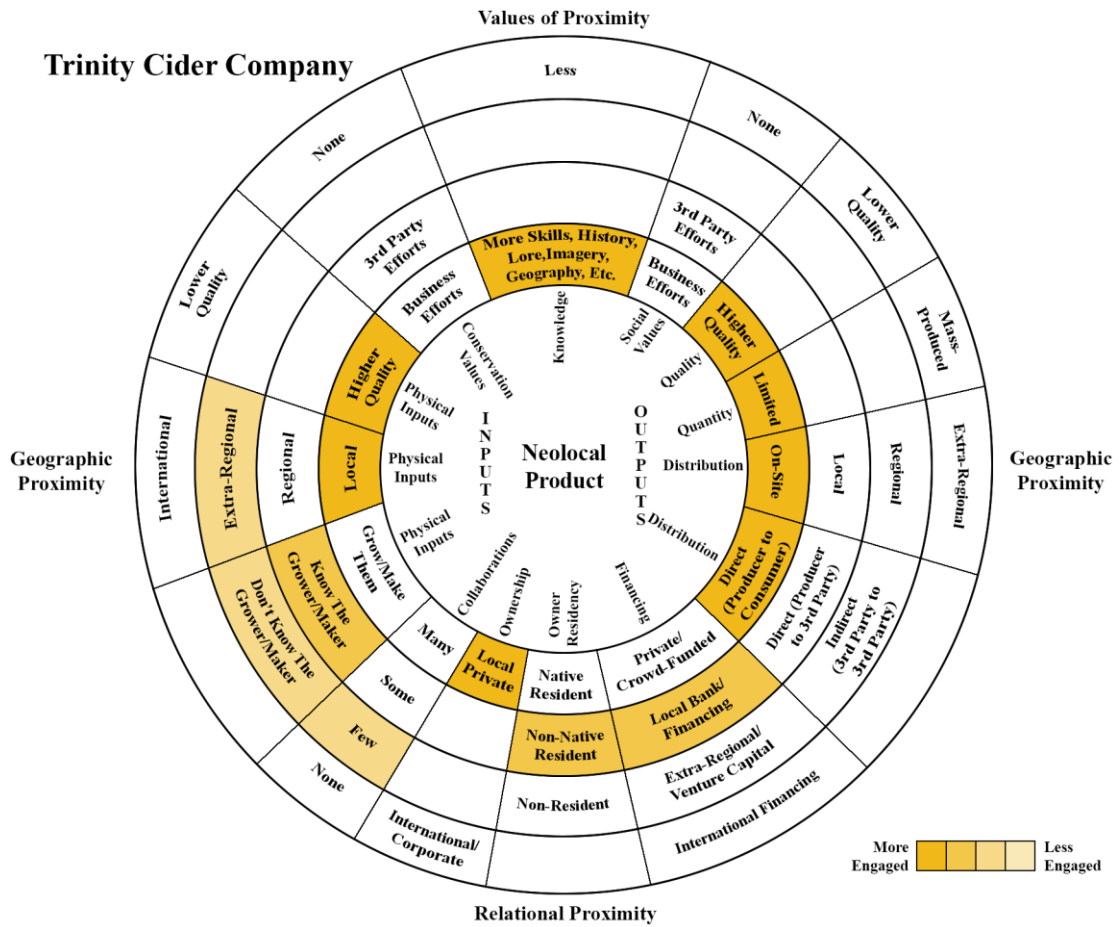 Values of Proximity
Trinity Cider Company
Less
None
None
Lower
Quality
Lower
Quality
3rd Party
Efforts
3rd Party
Efforts
Business
Efforts
More Skills, History,
Lore,Imagery,
Geography, Etc.
Business
Efforts
Higher
Quality
Higher
Quality
Mass-
Produced
Limited
Conservation
Values
Knowledge
Social
Values
Quality
Quantity
Physical
Inputs
Physical
Inputs
Physical
Inputs
INPUTS
Neolocal
Product
OUTPUTS
Distribution
Distribution
Geographic
Proximity
International
Extra-Regional
Regional
Local
On-Site
Local
Regional
Extra-Regional
Geographic
Proximity
Grow/Make
Them
Know The
Grower/Maker
Don't Know The
Grower/Maker
Collaborations
Ownership
Owner
Residency
Financing
Direct
(Producer to
Consumer)
Direct (Producer
to 3rd Party)
Indirect
(3rd Party to
3rd Party)
Many
Some
Few
None
Local
Private
International/
Corporate
Native
Resident
Non-Native
Resident
Non-Resident
Private/
Crowd-Funded
Local Bank/
Financing
Extra-Regional/
Venture Capital
International Financing
More
Engaged
Less
Engaged
Relational Proximity